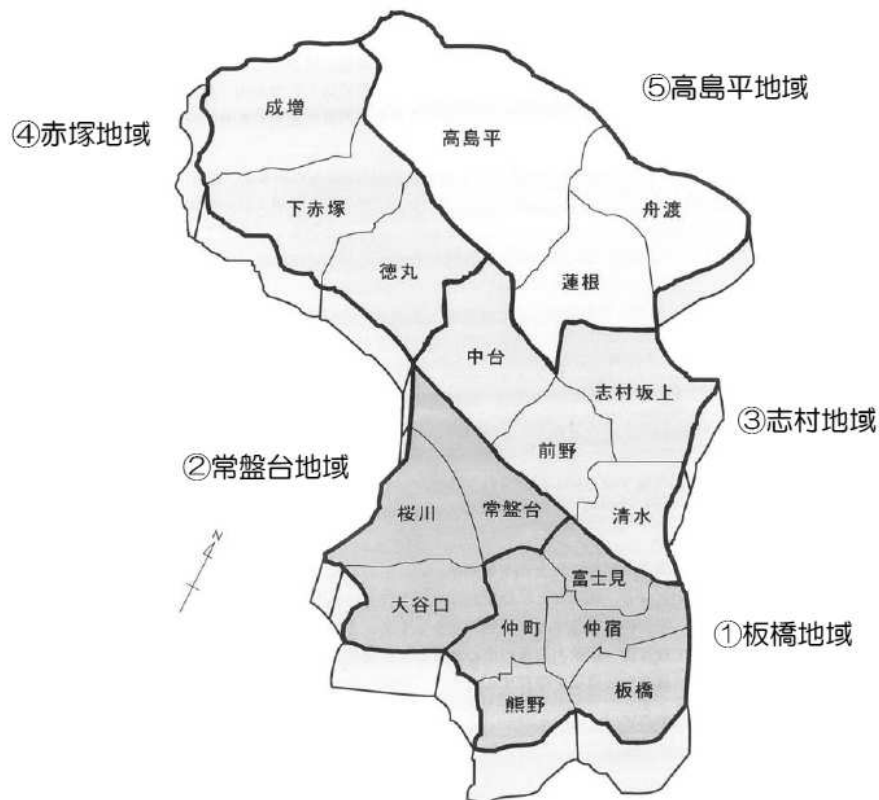 ⑤高島平地域
成増
高島平
④赤塚地域
下赤塚
舟渡
徳丸
蓮根
中台
志村坂上
③志村地域
前野
②常盤台地域
桜川
常盤台
清水
N
富士見
大谷口
仲町
仲宿
①板橋地域
熊野
板橋